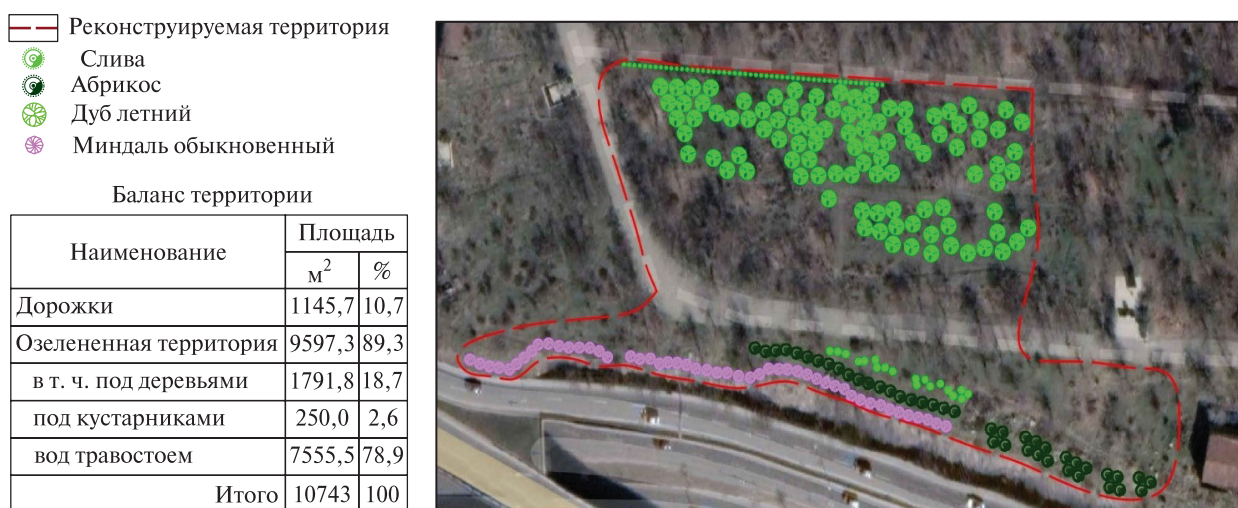 Реконструируемая территория
Слива
Абрикос
Дуб летний
Миндаль обыкновенный
Баланс территории
Наименование
Площадь
м²
%
Дорожки 1145,7 10,7
Озелененная территория 9597,3 89,3
в т. ч. под деревьями 1791,8 18,7
под кустарниками 250,0 2,6
вод травостоем 7555,5 78,9
Итого 10743 100